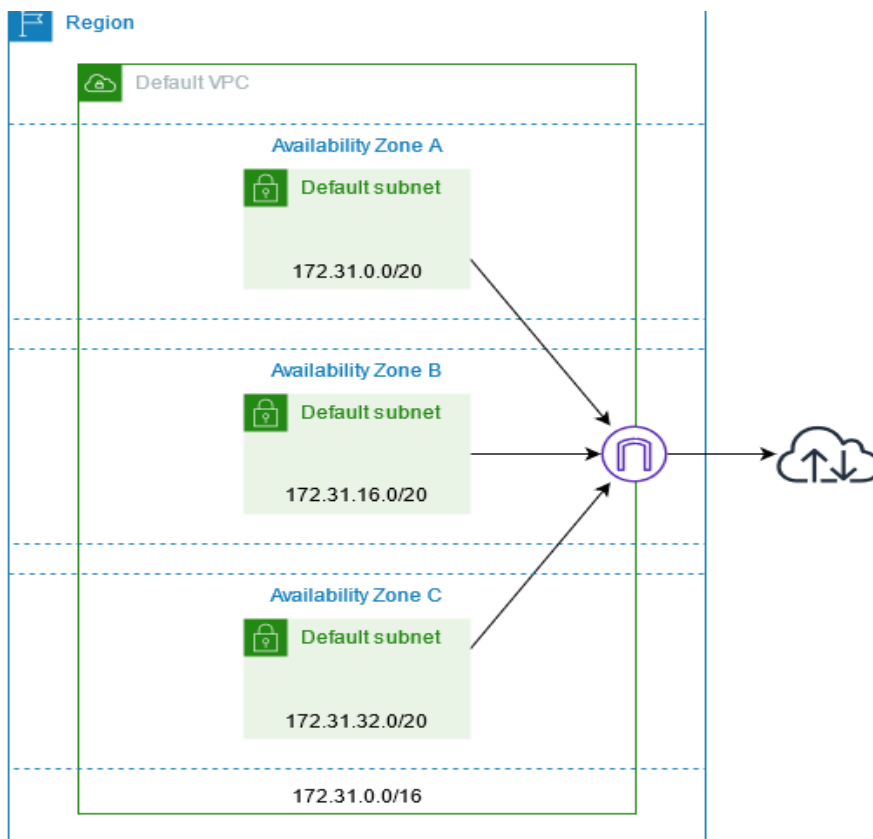 Region
Default VPC
Availability Zone A
Default subnet
172.31.0.0/20
Availability Zone B
Default subnet
172.31.16.0/20
Availability Zone C
Default subnet
172.31.32.0/20
172.31.0.0/16